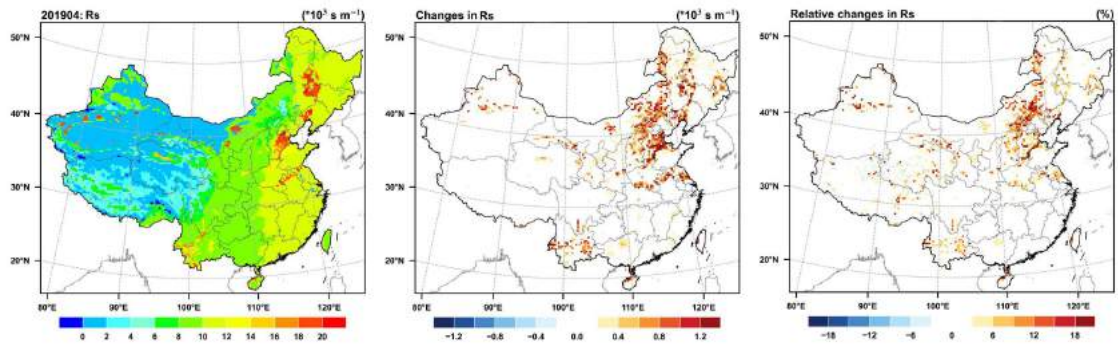 201904: Rs (*10³ s m⁻¹)
50°N
40°N
30°N
20°N
80°E 90°E 100°E 110°E 120°E
0 2 4 6 8 10 12 14 16 18 20
Changes in Rs (*10³ s m⁻¹)
50°N
40°N
30°N
20°N
80°E 90°E 100°E 110°E 120°E
−1.2 −0.8 −0.4 0.0 0.4 0.8 1.2
Relative changes in Rs (%)
50°N
40°N
30°N
20°N
80°E 90°E 100°E 110°E 120°E
−18 −12 −6 0 6 12 18